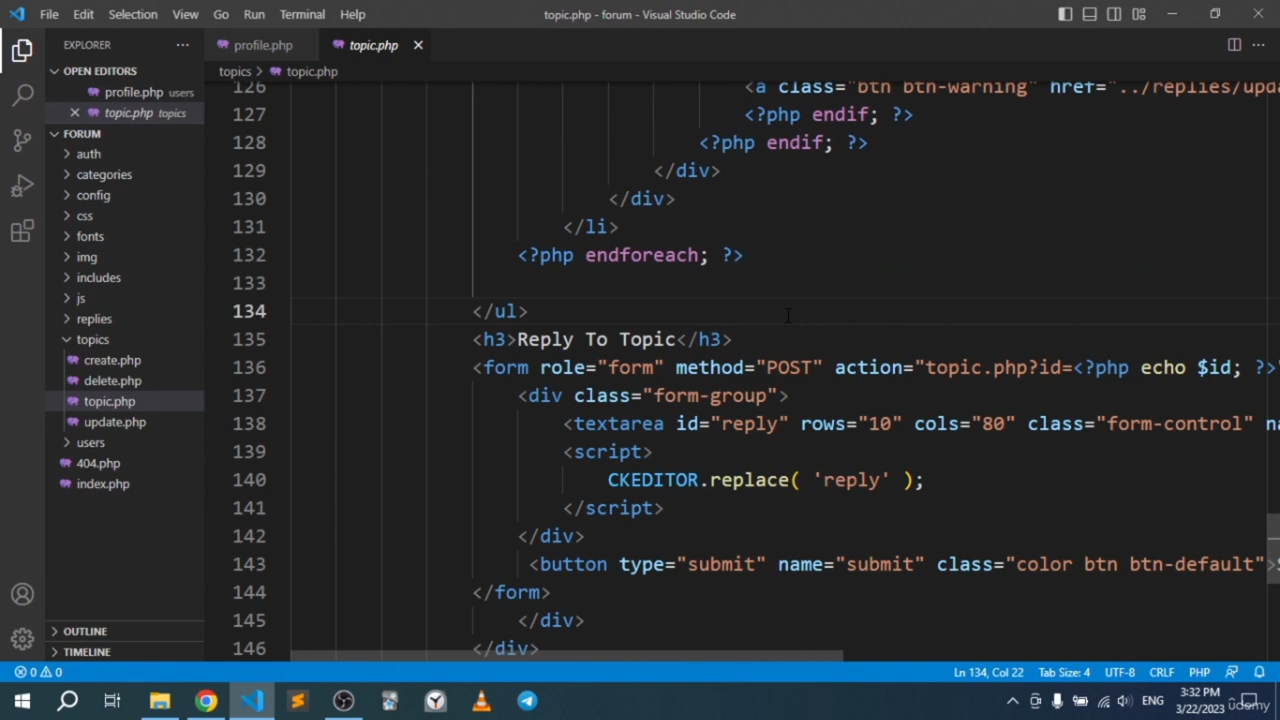 File Edit Selection View Go Run Terminal Help
topic.php - forum - Visual Studio Code
EXPLORER
OPEN EDITORS
profile.php users
topic.php topics
FORUM
auth
categories
config
css
fonts
img
includes
js
replies
topics
create.php
delete.php
topic.php
update.php
users
404.php
index.php
OUTLINE
TIMELINE
profile.php
topic.php
topics > topic.php
126 <a class="btn btn-warning" href="../replies/upda
127 <?php endif; ?>
128 <?php endif; ?>
129 </div>
130 </div>
131 </li>
132 <?php endforeach; ?>
133
134 </ul>
135 <h3>Reply To Topic</h3>
136 <form role="form" method="POST" action="topic.php?id=<?php echo $id; ?>"
137 <div class="form-group">
138 <textarea id="reply" rows="10" cols="80" class="form-control" na
139 <script>
140 CKEDITOR.replace( 'reply' );
141 </script>
142 </div>
143 <button type="submit" name="submit" class="color btn btn-default">
144 </form>
145 </div>
146 </div>
0 0
Ln 134, Col 22
Tab Size: 4
UTF-8
CRLF
PHP
ENG
3:32 PM
3/22/2023
udemy